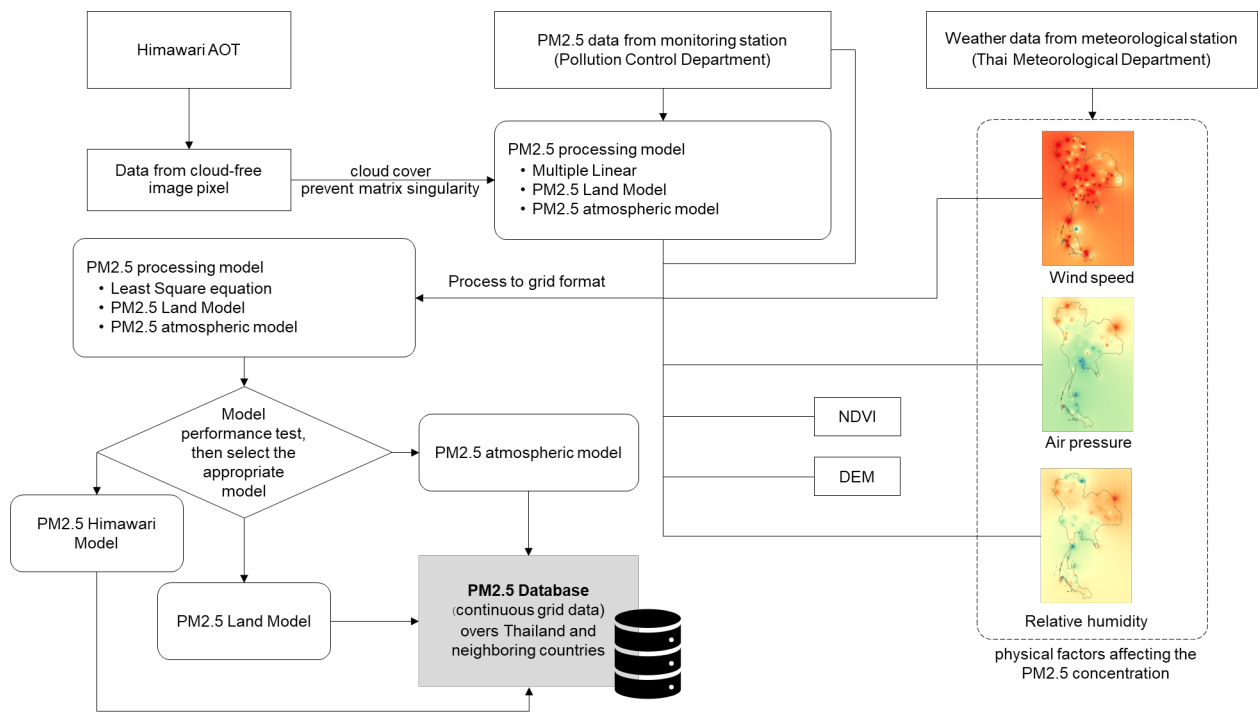 Himawari AOT
PM2.5 data from monitoring station
(Pollution Control Department)
Weather data from meteorological station
(Thai Meteorological Department)
Data from cloud-free
image pixel
cloud cover
prevent matrix singularity
PM2.5 processing model
• Multiple Linear
• PM2.5 Land Model
• PM2.5 atmospheric model
Wind speed
PM2.5 processing model
• Least Square equation
• PM2.5 Land Model
• PM2.5 atmospheric model
Process to grid format
Air pressure
Model
performance test,
then select the
appropriate
model
PM2.5 atmospheric model
NDVI
DEM
PM2.5 Himawari
Model
PM2.5 Land Model
PM2.5 Database
(continuous grid data)
overs Thailand and
neighboring countries
Relative humidity
physical factors affecting the
PM2.5 concentration